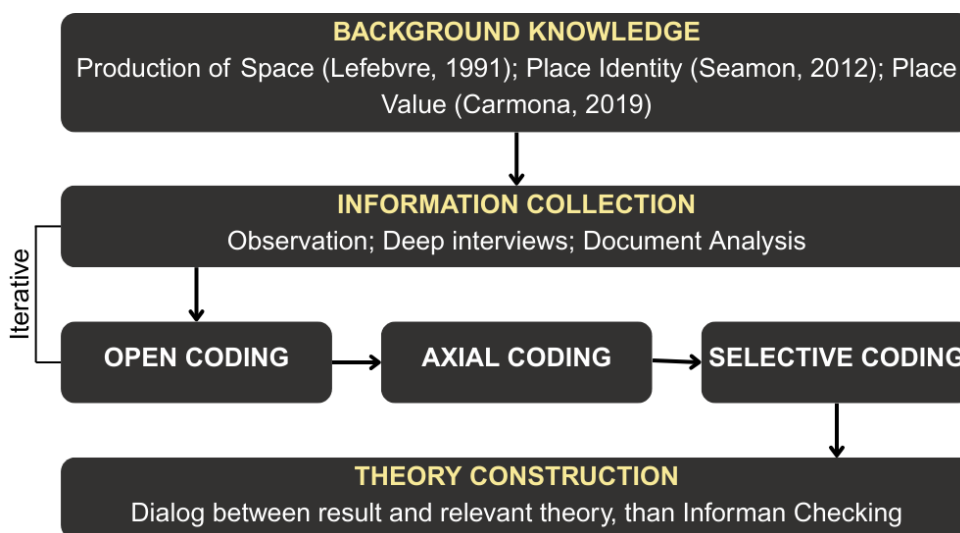 BACKGROUND KNOWLEDGE
Production of Space (Lefebvre, 1991); Place Identity (Seamon, 2012); Place
Value (Carmona, 2019)
INFORMATION COLLECTION
Observation; Deep interviews; Document Analysis
Iterative
OPEN CODING
AXIAL CODING
SELECTIVE CODING
THEORY CONSTRUCTION
Dialog between result and relevant theory, than Informan Checking